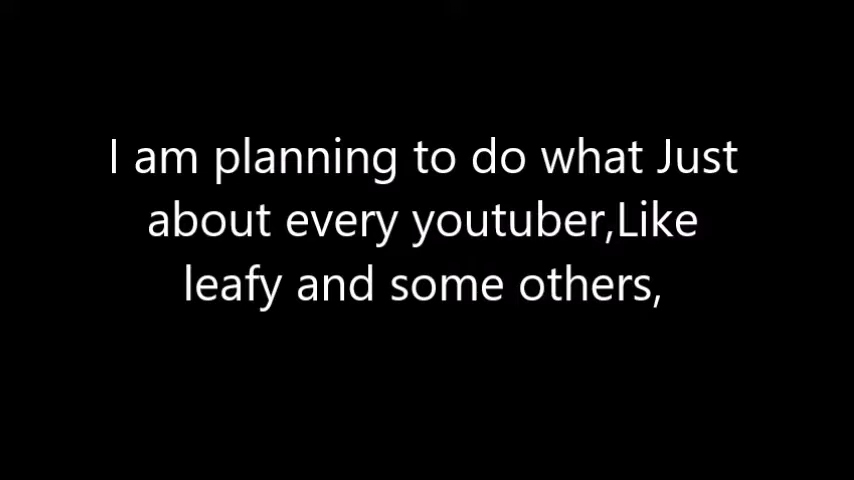 I am planning to do what Just
about every youtuber,Like
leafy and some others,